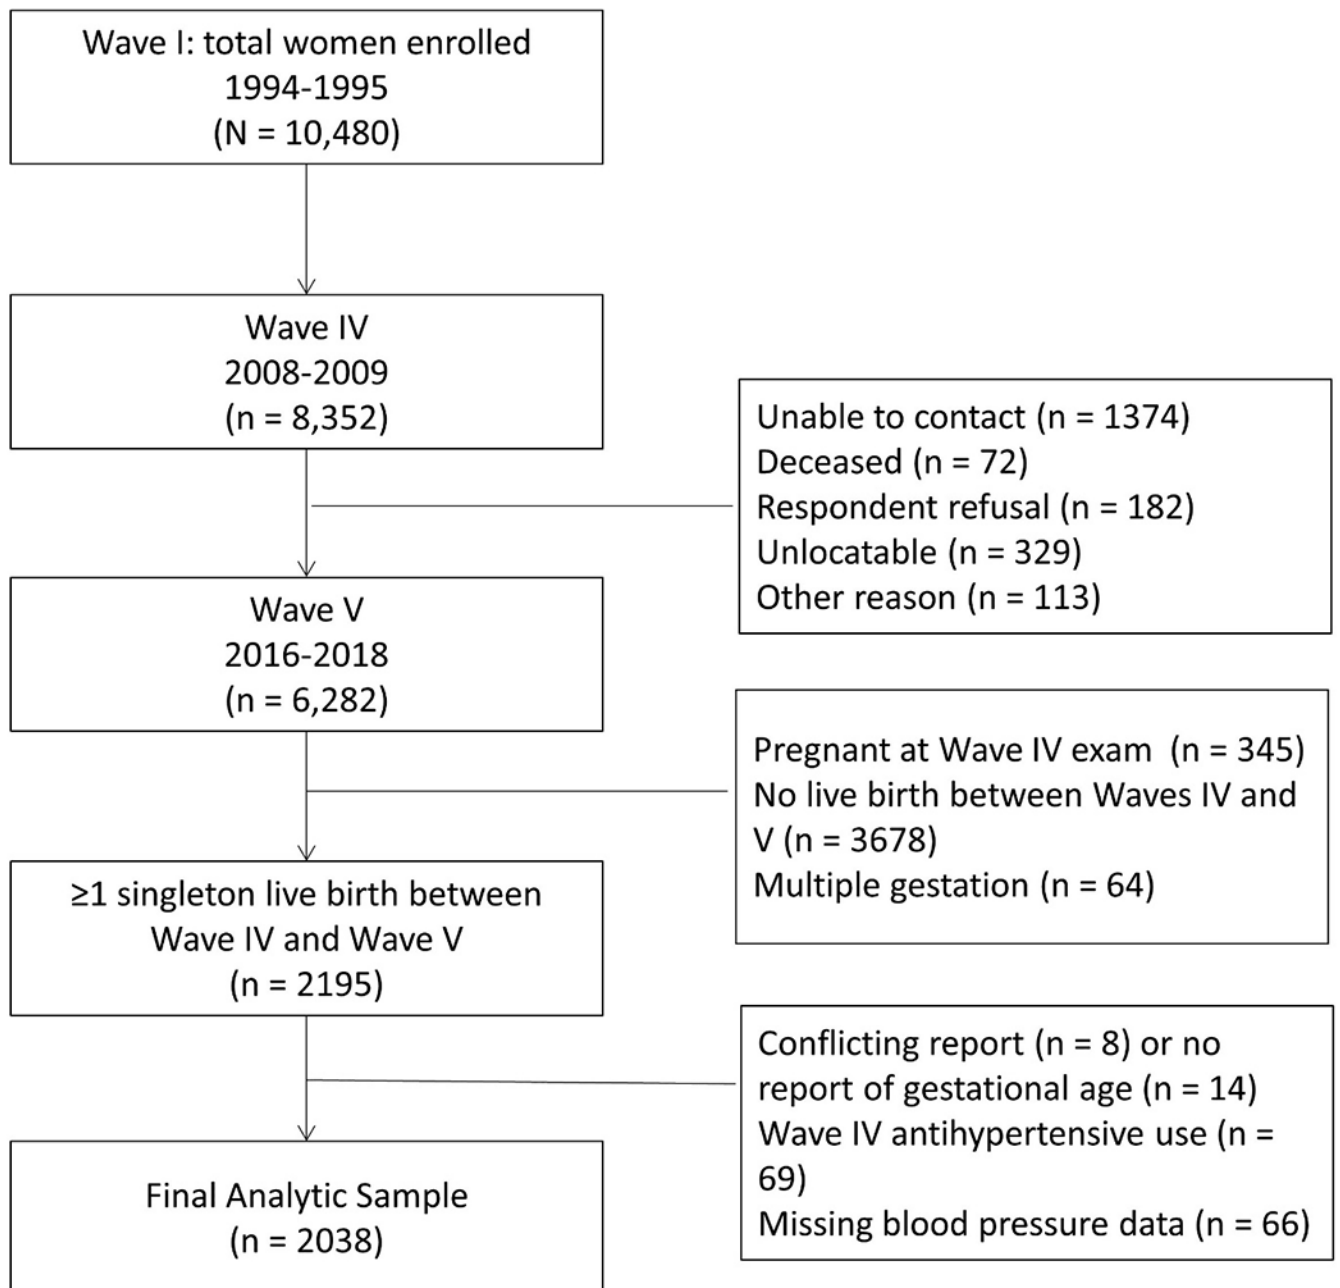 Wave I: total women enrolled
1994-1995
(N = 10,480)
Wave IV
2008-2009
(n = 8,352)
Unable to contact (n = 1374)
Deceased (n = 72)
Respondent refusal (n = 182)
Unlocatable (n = 329)
Other reason (n = 113)
Wave V
2016-2018
(n = 6,282)
Pregnant at Wave IV exam  (n = 345)
No live birth between Waves IV and
V (n = 3678)
Multiple gestation (n = 64)
≥1 singleton live birth between
Wave IV and Wave V
(n = 2195)
Conflicting report (n = 8) or no
report of gestational age (n = 14)
Wave IV antihypertensive use (n =
69)
Missing blood pressure data (n = 66)
Final Analytic Sample
(n = 2038)